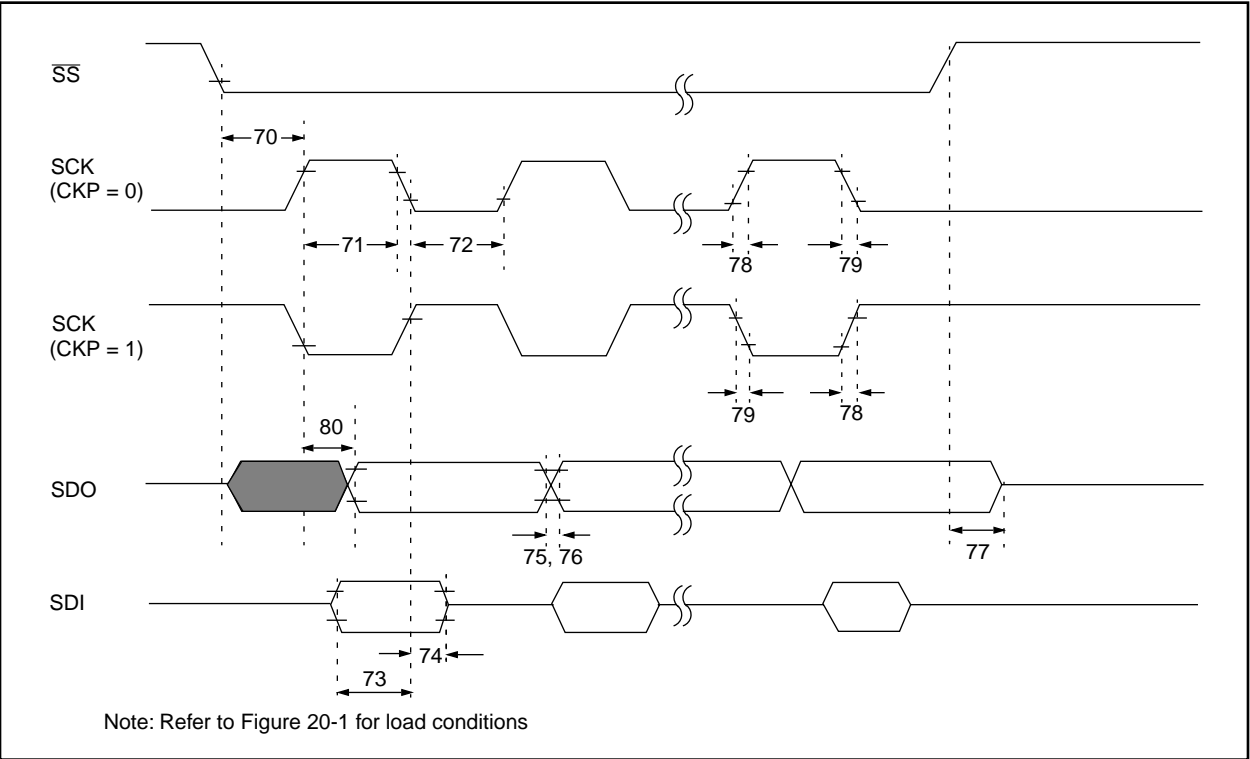 SS
70
SCK
(CKP = 0)
71
72
78
79
SCK
(CKP = 1)
79
78
80
SDO
75, 76
77
SDI
74
73
Note: Refer to Figure 20-1 for load conditions